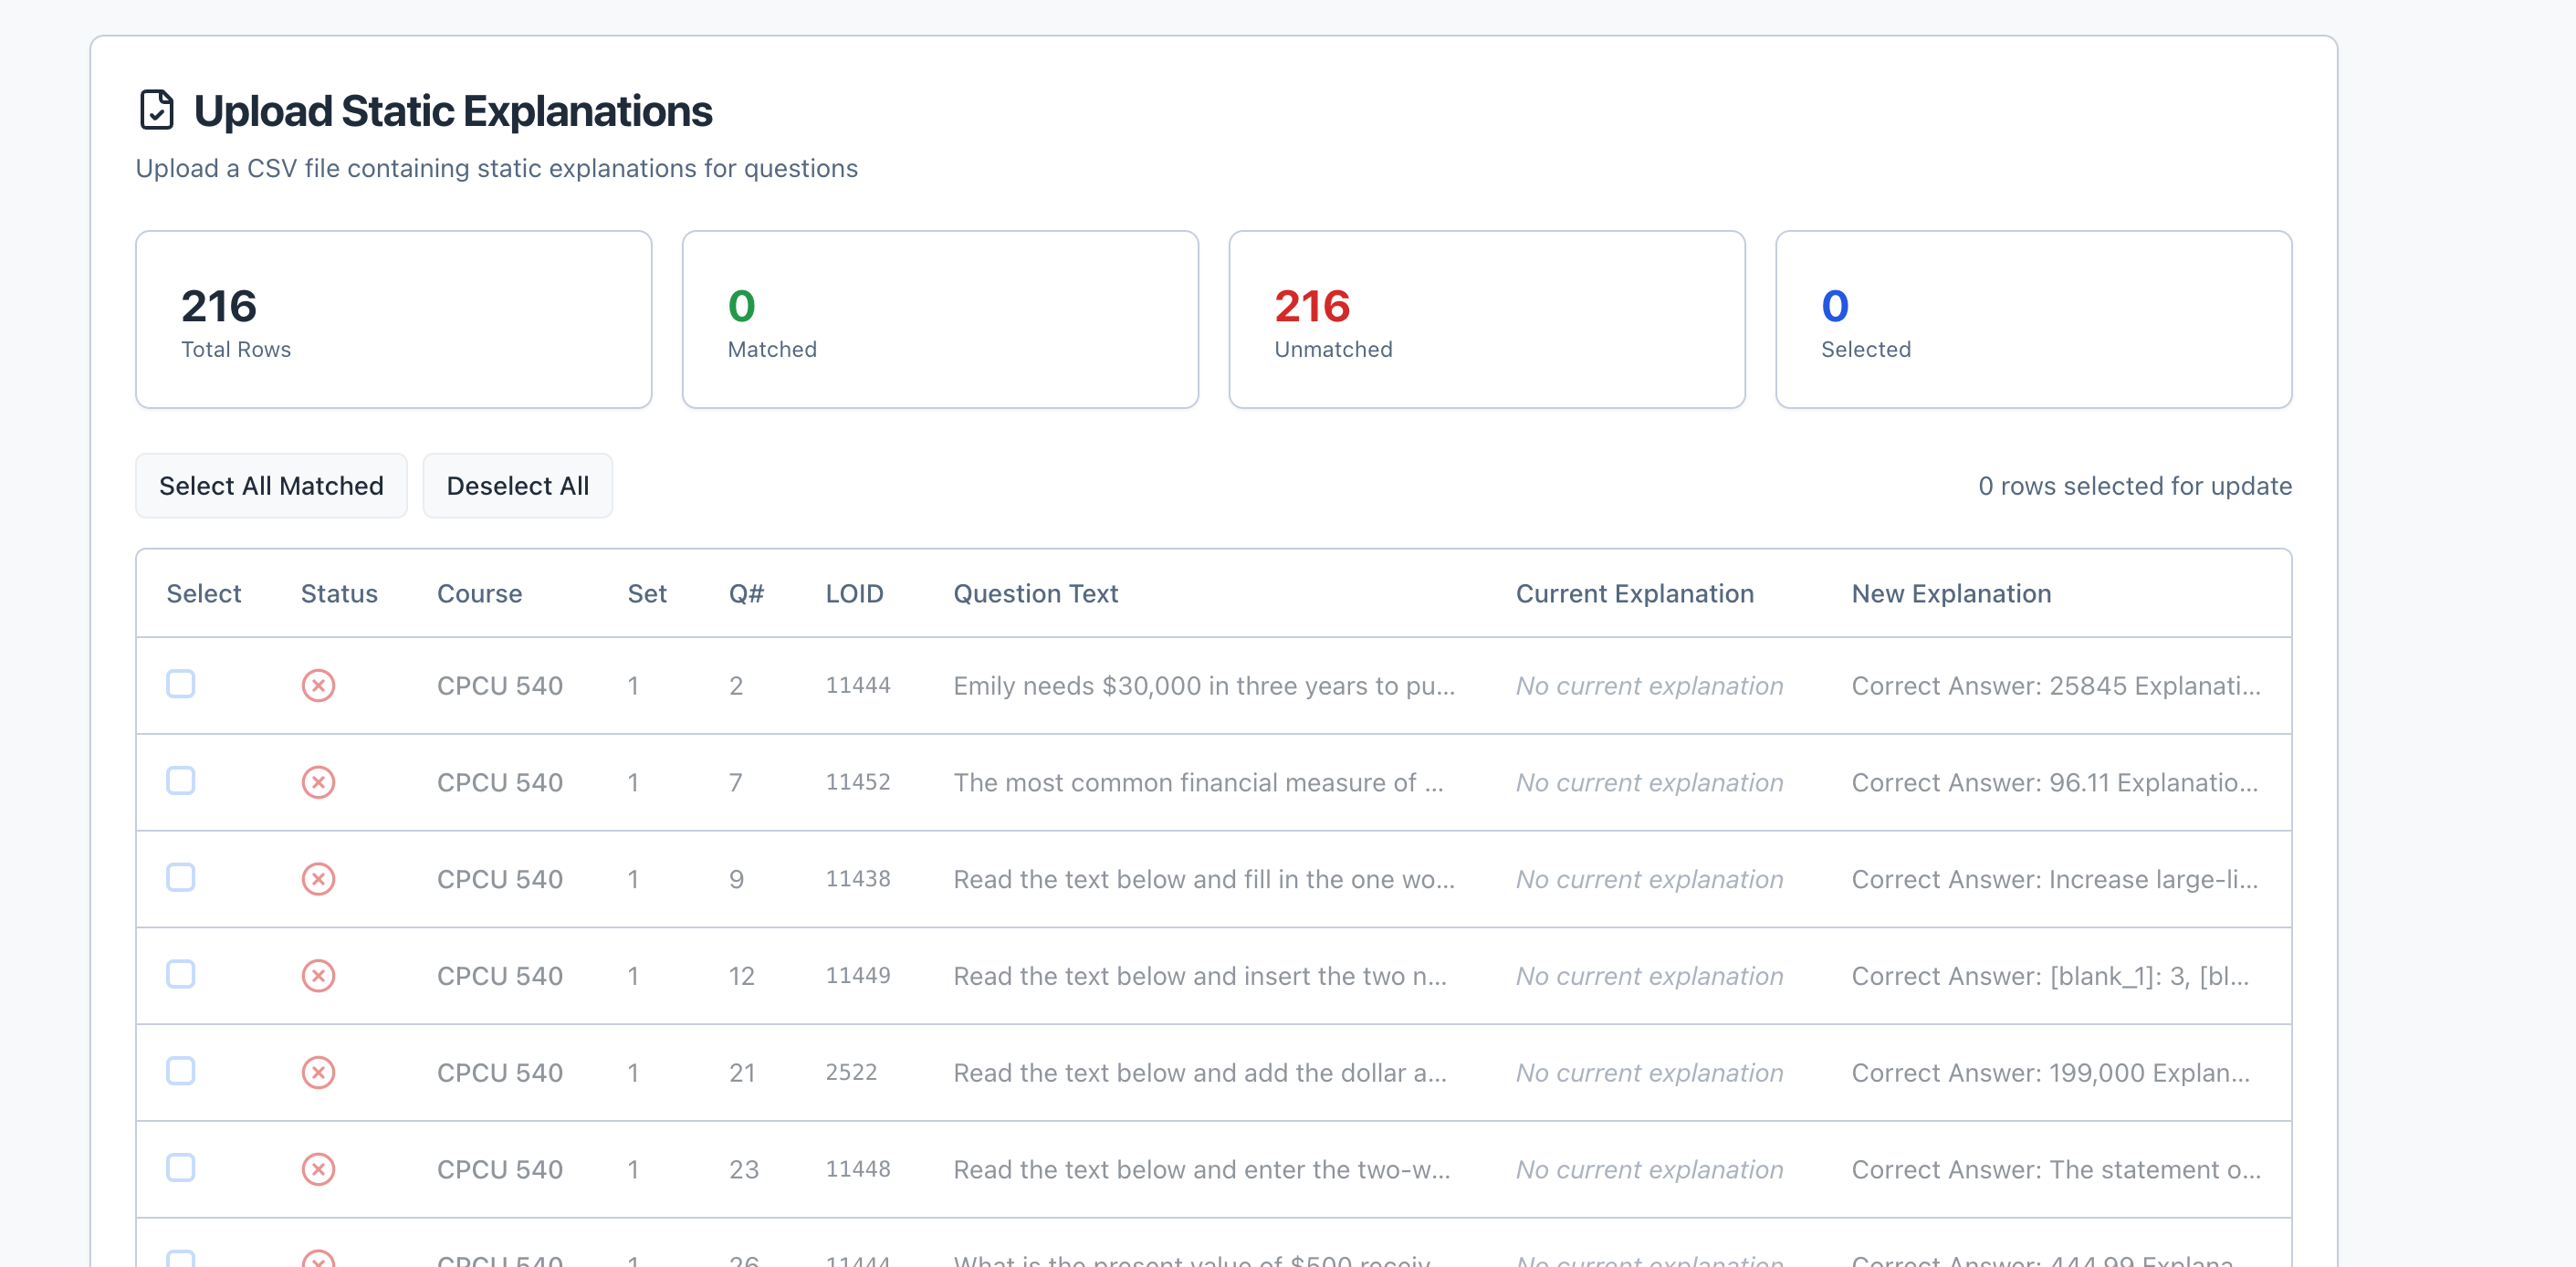 Upload Static Explanations
Upload a CSV file containing static explanations for questions
216
Total Rows
0
Matched
216
Unmatched
0
Selected
Select All Matched Deselect All 0 rows selected for update
Select Status Course Set Q# LOID Question Text Current Explanation New Explanation
CPCU 540 1 2 11444 Emily needs $30,000 in three years to pu... No current explanation Correct Answer: 25845 Explanati...
CPCU 540 1 7 11452 The most common financial measure of ... No current explanation Correct Answer: 96.11 Explanatio...
CPCU 540 1 9 11438 Read the text below and fill in the one wo... No current explanation Correct Answer: Increase large-li...
CPCU 540 1 12 11449 Read the text below and insert the two n... No current explanation Correct Answer: [blank_1]: 3, [bl...
CPCU 540 1 21 2522 Read the text below and add the dollar a... No current explanation Correct Answer: 199,000 Explan...
CPCU 540 1 23 11448 Read the text below and enter the two-w... No current explanation Correct Answer: The statement o...
CPCU 540 1 26 11444 What is the present value of $500 receiv... No current explanation Correct Answer: 444.99 Explana...